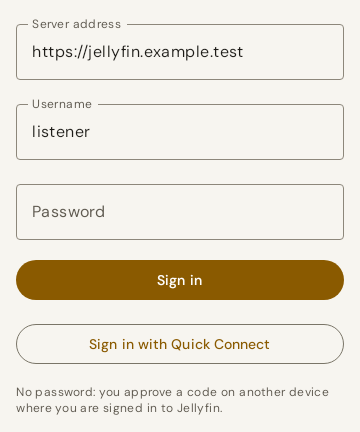 Server address
https://jellyfin.example.test
Username
listener
Password
Sign in
Sign in with Quick Connect
No password: you approve a code on another device
where you are signed in to Jellyfin.